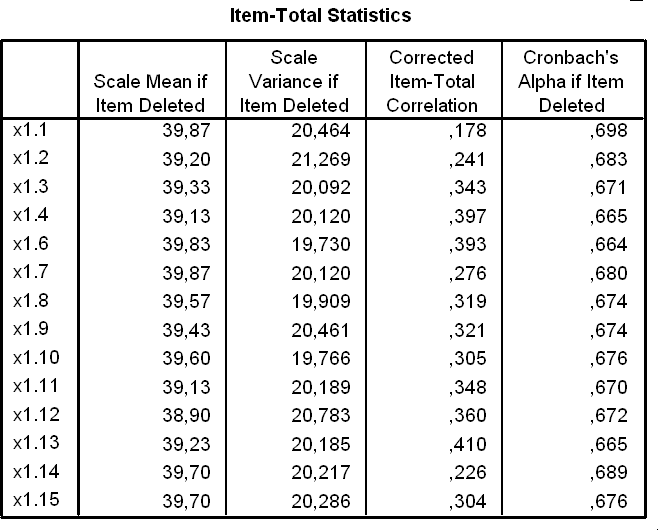 Item-Total Statistics
Scale Mean if Item Deleted Scale Variance if Item Deleted Corrected Item-Total Correlation Cronbach's Alpha if Item Deleted
x1.1 39,87 20,464 ,178 ,698
x1.2 39,20 21,269 ,241 ,683
x1.3 39,33 20,092 ,343 ,671
x1.4 39,13 20,120 ,397 ,665
x1.6 39,83 19,730 ,393 ,664
x1.7 39,87 20,120 ,276 ,680
x1.8 39,57 19,909 ,319 ,674
x1.9 39,43 20,461 ,321 ,674
x1.10 39,60 19,766 ,305 ,676
x1.11 39,13 20,189 ,348 ,670
x1.12 38,90 20,783 ,360 ,672
x1.13 39,23 20,185 ,410 ,665
x1.14 39,70 20,217 ,226 ,689
x1.15 39,70 20,286 ,304 ,676